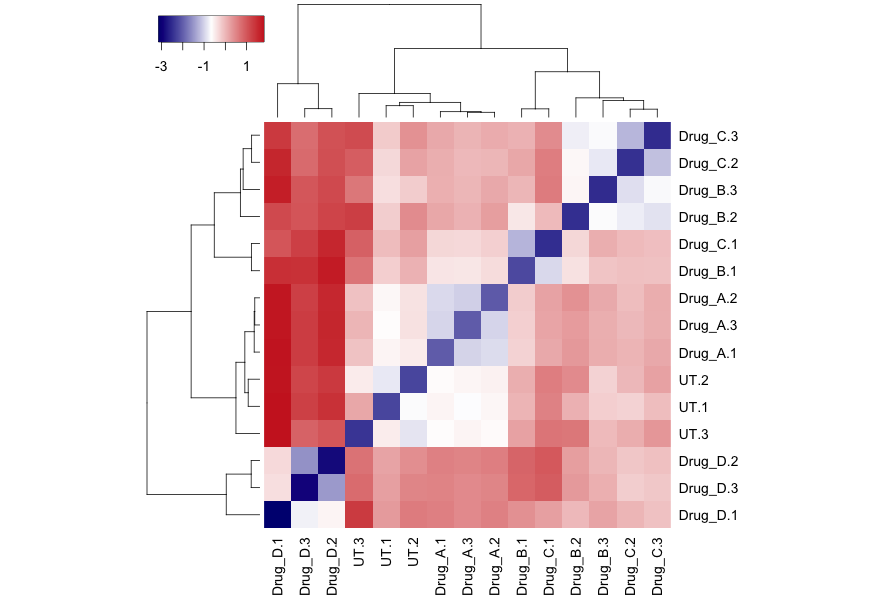 -3 -1 1
Drug_C.3
Drug_C.2
Drug_B.3
Drug_B.2
Drug_C.1
Drug_B.1
Drug_A.2
Drug_A.3
Drug_A.1
UT.2
UT.1
UT.3
Drug_D.2
Drug_D.3
Drug_D.1
Drug_D.1
Drug_D.3
Drug_D.2
UT.3
UT.1
UT.2
Drug_A.1
Drug_A.3
Drug_A.2
Drug_B.1
Drug_C.1
Drug_B.2
Drug_B.3
Drug_C.2
Drug_C.3